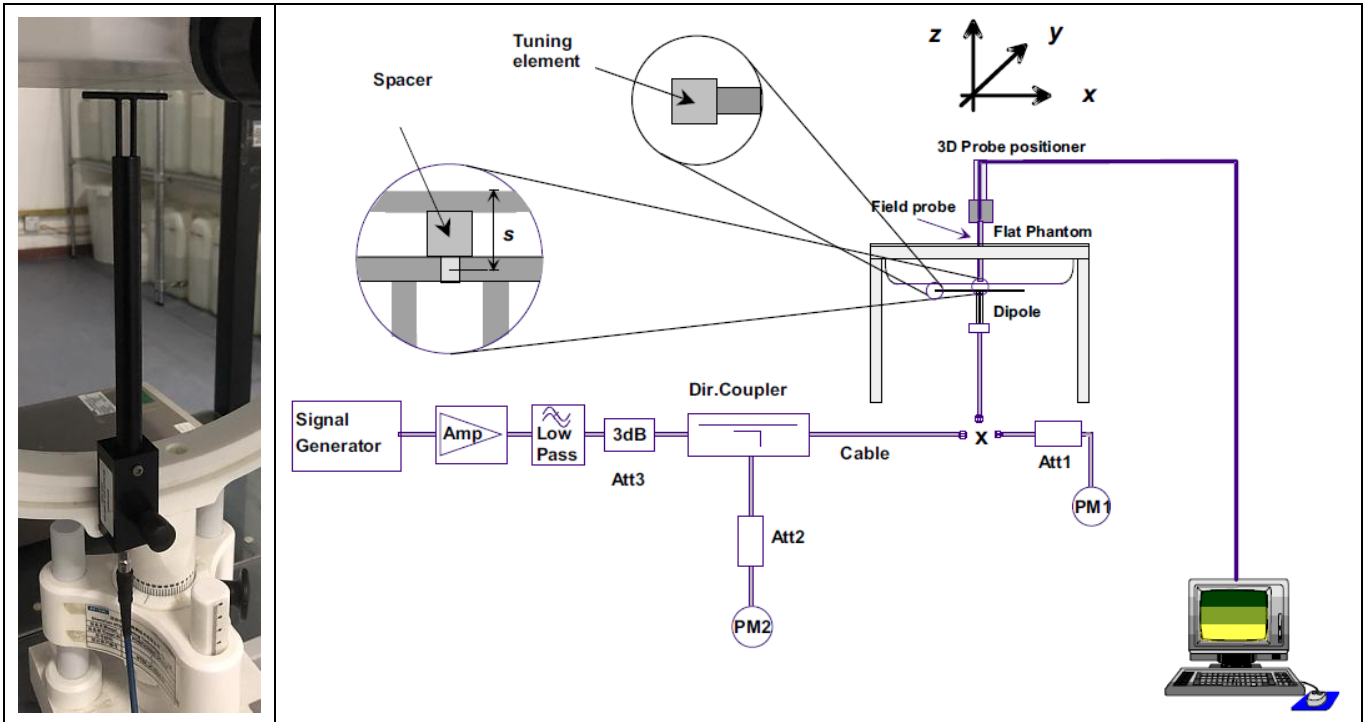 Tuning
element
Spacer
z
y
x
3D Probe positioner
Field probe
Flat Phantom
s
Dipole
Dir.Coupler
Signal
Generator
Amp
Low
Pass
3dB
Att3
Cable
x
Att1
PM1
Att2
PM2